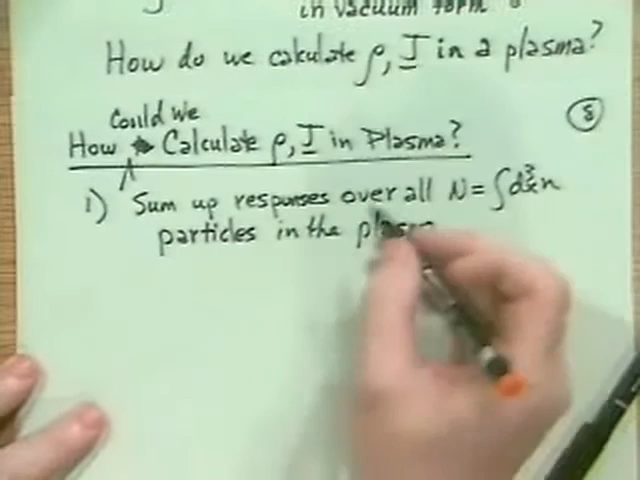 in vacuum form
How do we calculate ρ, J in a plasma?
8
Could We
How Calculate ρ, J in Plasma?
1) Sum up responses over all N = ∫d³x n
particles in the plasma